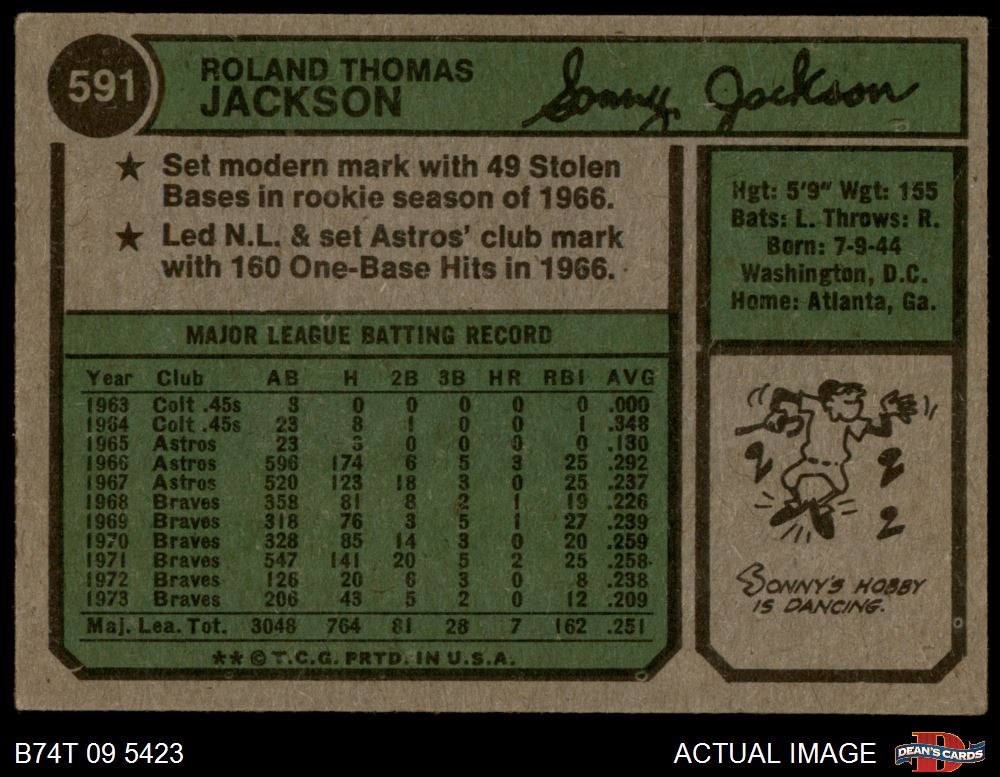 591
ROLAND THOMAS
JACKSON
Sonny Jackson
★ Set modern mark with 49 Stolen
Bases in rookie season of 1966.
★ Led N.L. & set Astros' club mark
with 160 One-Base Hits in 1966.
Hgt: 5'9" Wgt: 155
Bats: L. Throws: R.
Born: 7-9-44
Washington, D.C.
Home: Atlanta, Ga.
MAJOR LEAGUE BATTING RECORD
Year Club AB H 2B 3B HR RBI AVG
1963 Colt .45s 3 0 0 0 0 0 .000
1964 Colt .45s 23 8 1 0 0 1 .348
1965 Astros 23 3 0 0 0 0 .130
1966 Astros 596 174 6 5 3 25 .292
1967 Astros 520 123 18 3 0 25 .237
1968 Braves 358 81 8 2 1 19 .226
1969 Braves 318 76 3 5 1 27 .239
1970 Braves 328 85 14 3 0 20 .259
1971 Braves 547 141 20 5 2 25 .258
1972 Braves 126 20 6 3 0 8 .238
1973 Braves 206 43 5 2 0 12 .209
Maj. Lea. Tot. 3048 764 81 28 7 162 .251
** © T.C.G. PRTD. IN U.S.A.
SONNY'S HOBBY
IS DANCING.
B74T 09 5423
ACTUAL IMAGE
D
DEAN'S CARDS